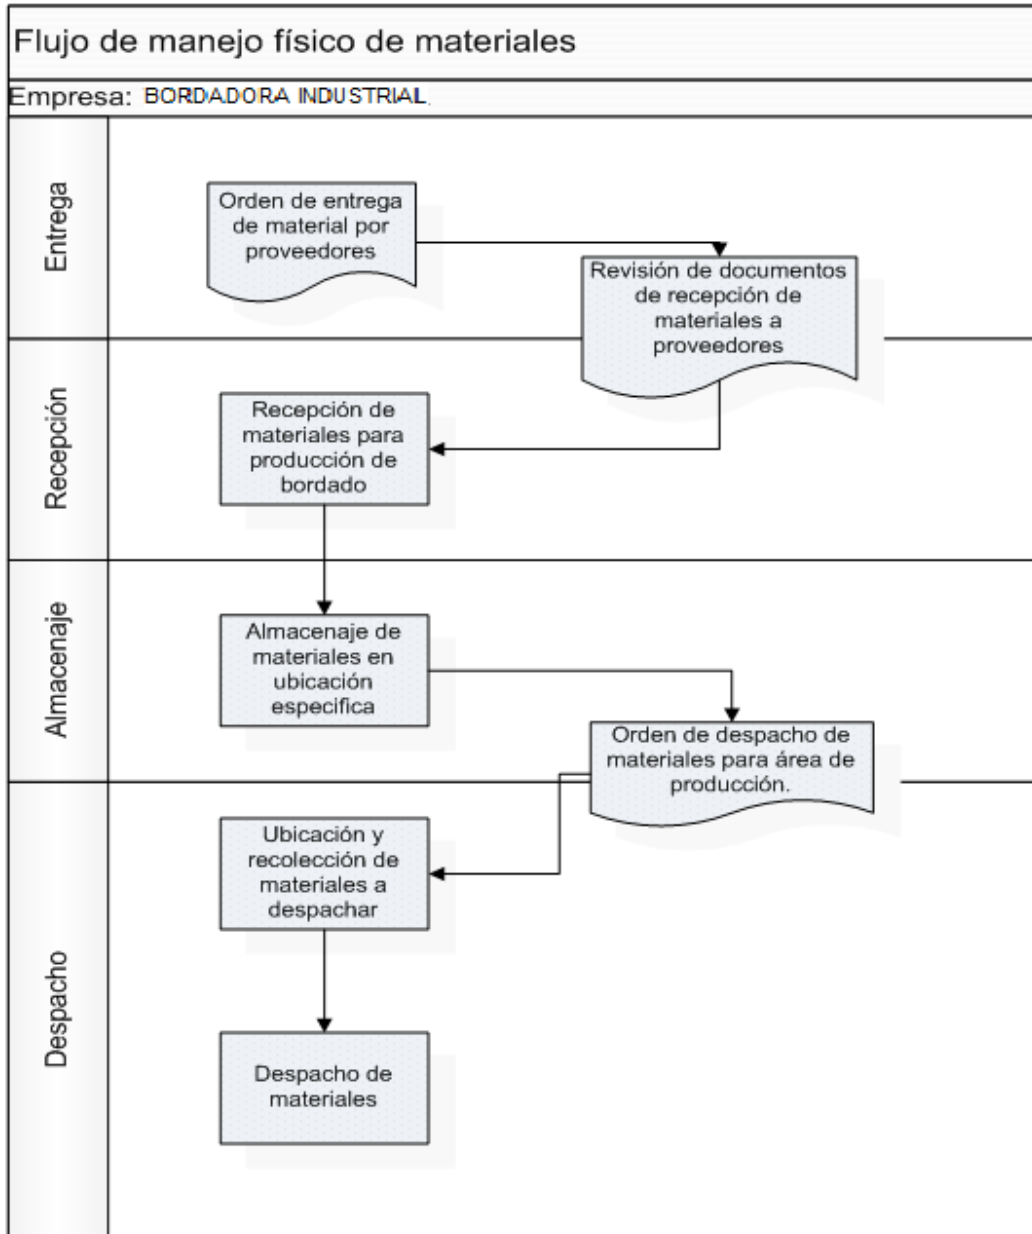 Flujo de manejo físico de materiales
Empresa: BORDADORA INDUSTRIAL.
Entrega
Orden de entrega
de material por
proveedores
Revisión de documentos
de recepción de
materiales a
proveedores
Recepción
Recepción de
materiales para
producción de
bordado
Almacenaje
Almacenaje de
materiales en
ubicación
especifica
Orden de despacho de
materiales para área de
producción.
Despacho
Ubicación y
recolección de
materiales a
despachar
Despacho de
materiales